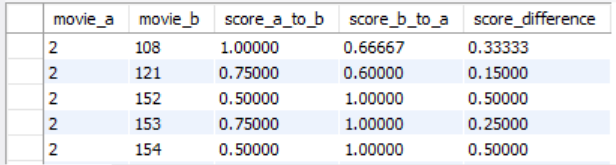 movie_a movie_b score_a_to_b score_b_to_a score_difference
2 108 1.00000 0.66667 0.33333
2 121 0.75000 0.60000 0.15000
2 152 0.50000 1.00000 0.50000
2 153 0.75000 1.00000 0.25000
2 154 0.50000 1.00000 0.50000